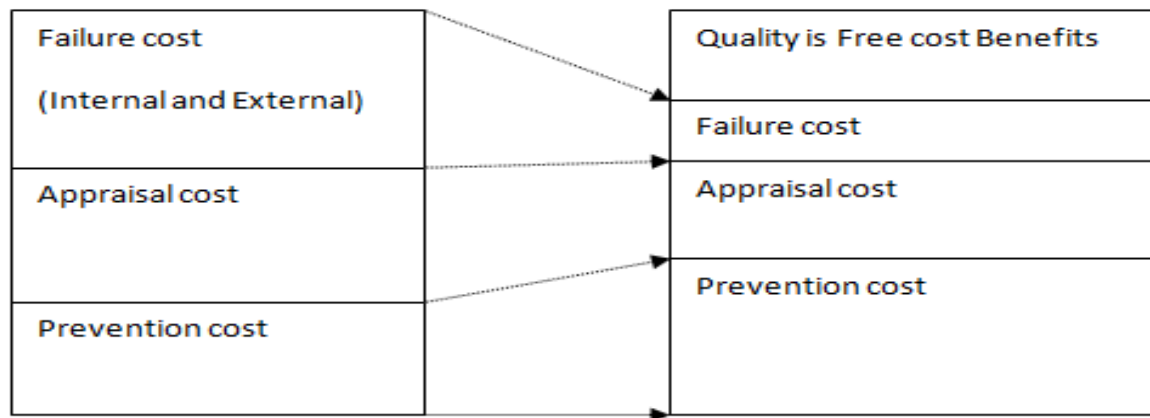 Failure cost
(Internal and External)
Appraisal cost
Prevention cost
Quality is Free cost Benefits
Failure cost
Appraisal cost
Prevention cost